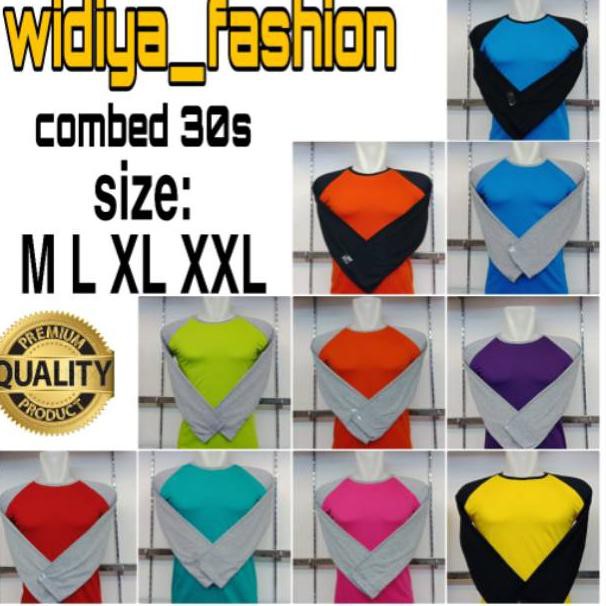 widiya_fashion
combed 30s
size:
M L XL XXL
PREMIUM
QUALITY
PRODUCT